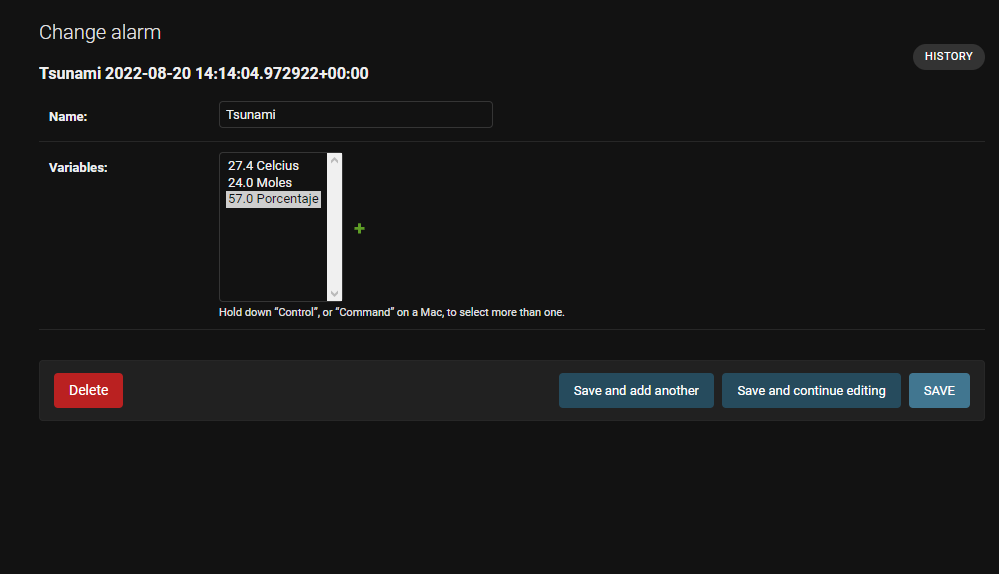 Change alarm
HISTORY
Tsunami 2022-08-20 14:14:04.972922+00:00
Name:
Tsunami
Variables:
27.4 Celcius
24.0 Moles
57.0 Porcentaje
Hold down “Control”, or “Command” on a Mac, to select more than one.
Delete
Save and add another
Save and continue editing
SAVE